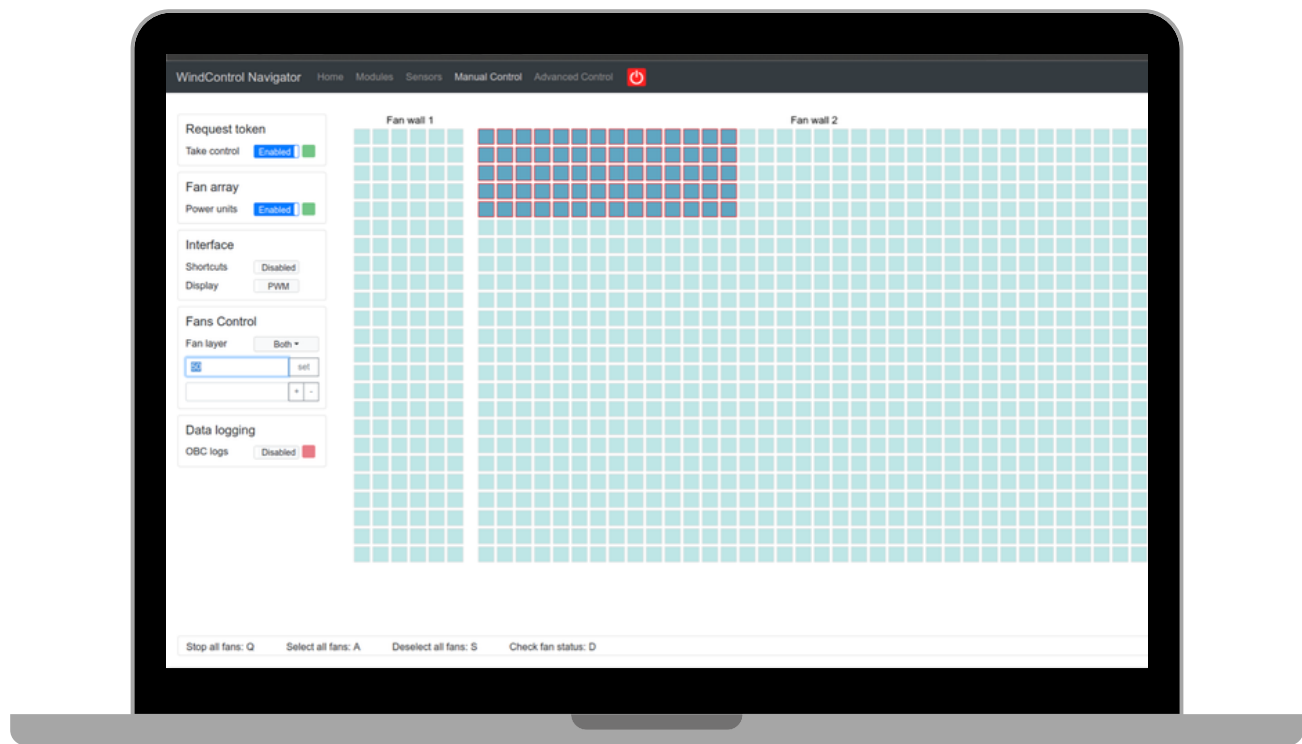 WindControl Navigator Home Modules Sensors Manual Control Advanced Control
Fan wall 1 Fan wall 2
Request token
Take control Enabled
Fan array
Power units Enabled
Interface
Shortcuts Disabled
Display PWM
Fans Control
Fan layer Both
50 set
+ -
Data logging
OBC logs Disabled
Stop all fans: Q Select all fans: A Deselect all fans: S Check fan status: D